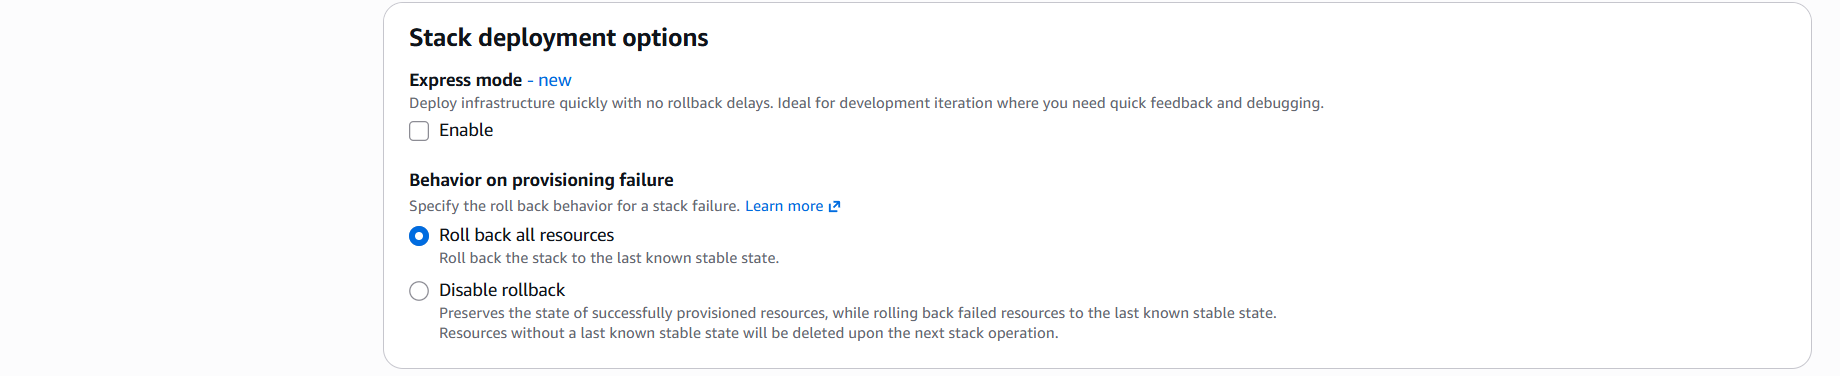 Stack deployment options
Express mode - new
Deploy infrastructure quickly with no rollback delays. Ideal for development iteration where you need quick feedback and debugging.
Enable
Behavior on provisioning failure
Specify the roll back behavior for a stack failure. Learn more
Roll back all resources
Roll back the stack to the last known stable state.
Disable rollback
Preserves the state of successfully provisioned resources, while rolling back failed resources to the last known stable state.
Resources without a last known stable state will be deleted upon the next stack operation.